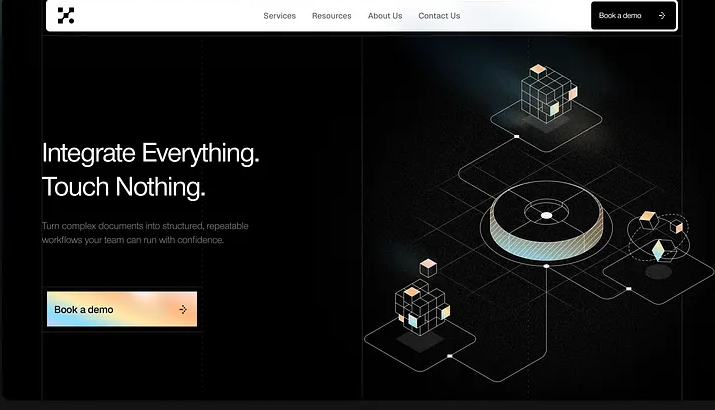 Services
Resources
About Us
Contact Us
Book a demo
Integrate Everything.
Touch Nothing.
Turn complex documents into structured, repeatable
workflows your team can run with confidence.
Book a demo